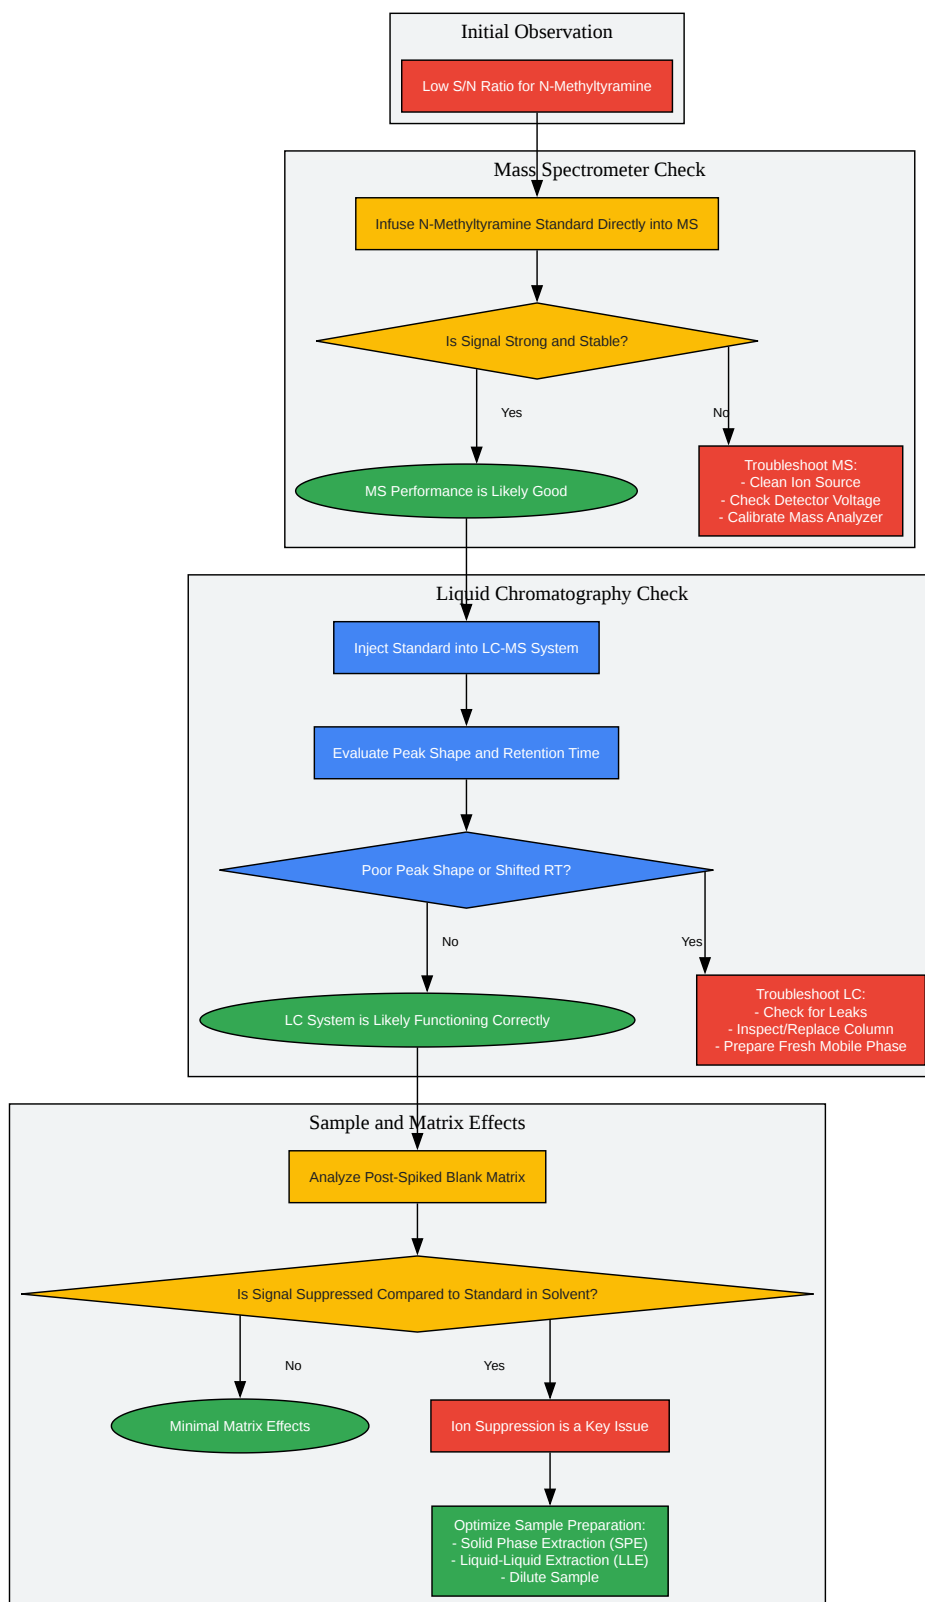 Initial Observation
Low S/N Ratio for N-Methyltyramine
Mass Spectrometer Check
Infuse N-Methyltyramine Standard Directly into MS
Is Signal Strong and Stable?
Yes
No
MS Performance is Likely Good
Troubleshoot MS:
- Clean Ion Source
- Check Detector Voltage
- Calibrate Mass Analyzer
Liquid Chromatography Check
Inject Standard into LC-MS System
Evaluate Peak Shape and Retention Time
Poor Peak Shape or Shifted RT?
No
Yes
LC System is Likely Functioning Correctly
Troubleshoot LC:
- Check for Leaks
- Inspect/Replace Column
- Prepare Fresh Mobile Phase
Sample and Matrix Effects
Analyze Post-Spiked Blank Matrix
Is Signal Suppressed Compared to Standard in Solvent?
No
Yes
Minimal Matrix Effects
Ion Suppression is a Key Issue
Optimize Sample Preparation:
- Solid Phase Extraction (SPE)
- Liquid-Liquid Extraction (LLE)
- Dilute Sample